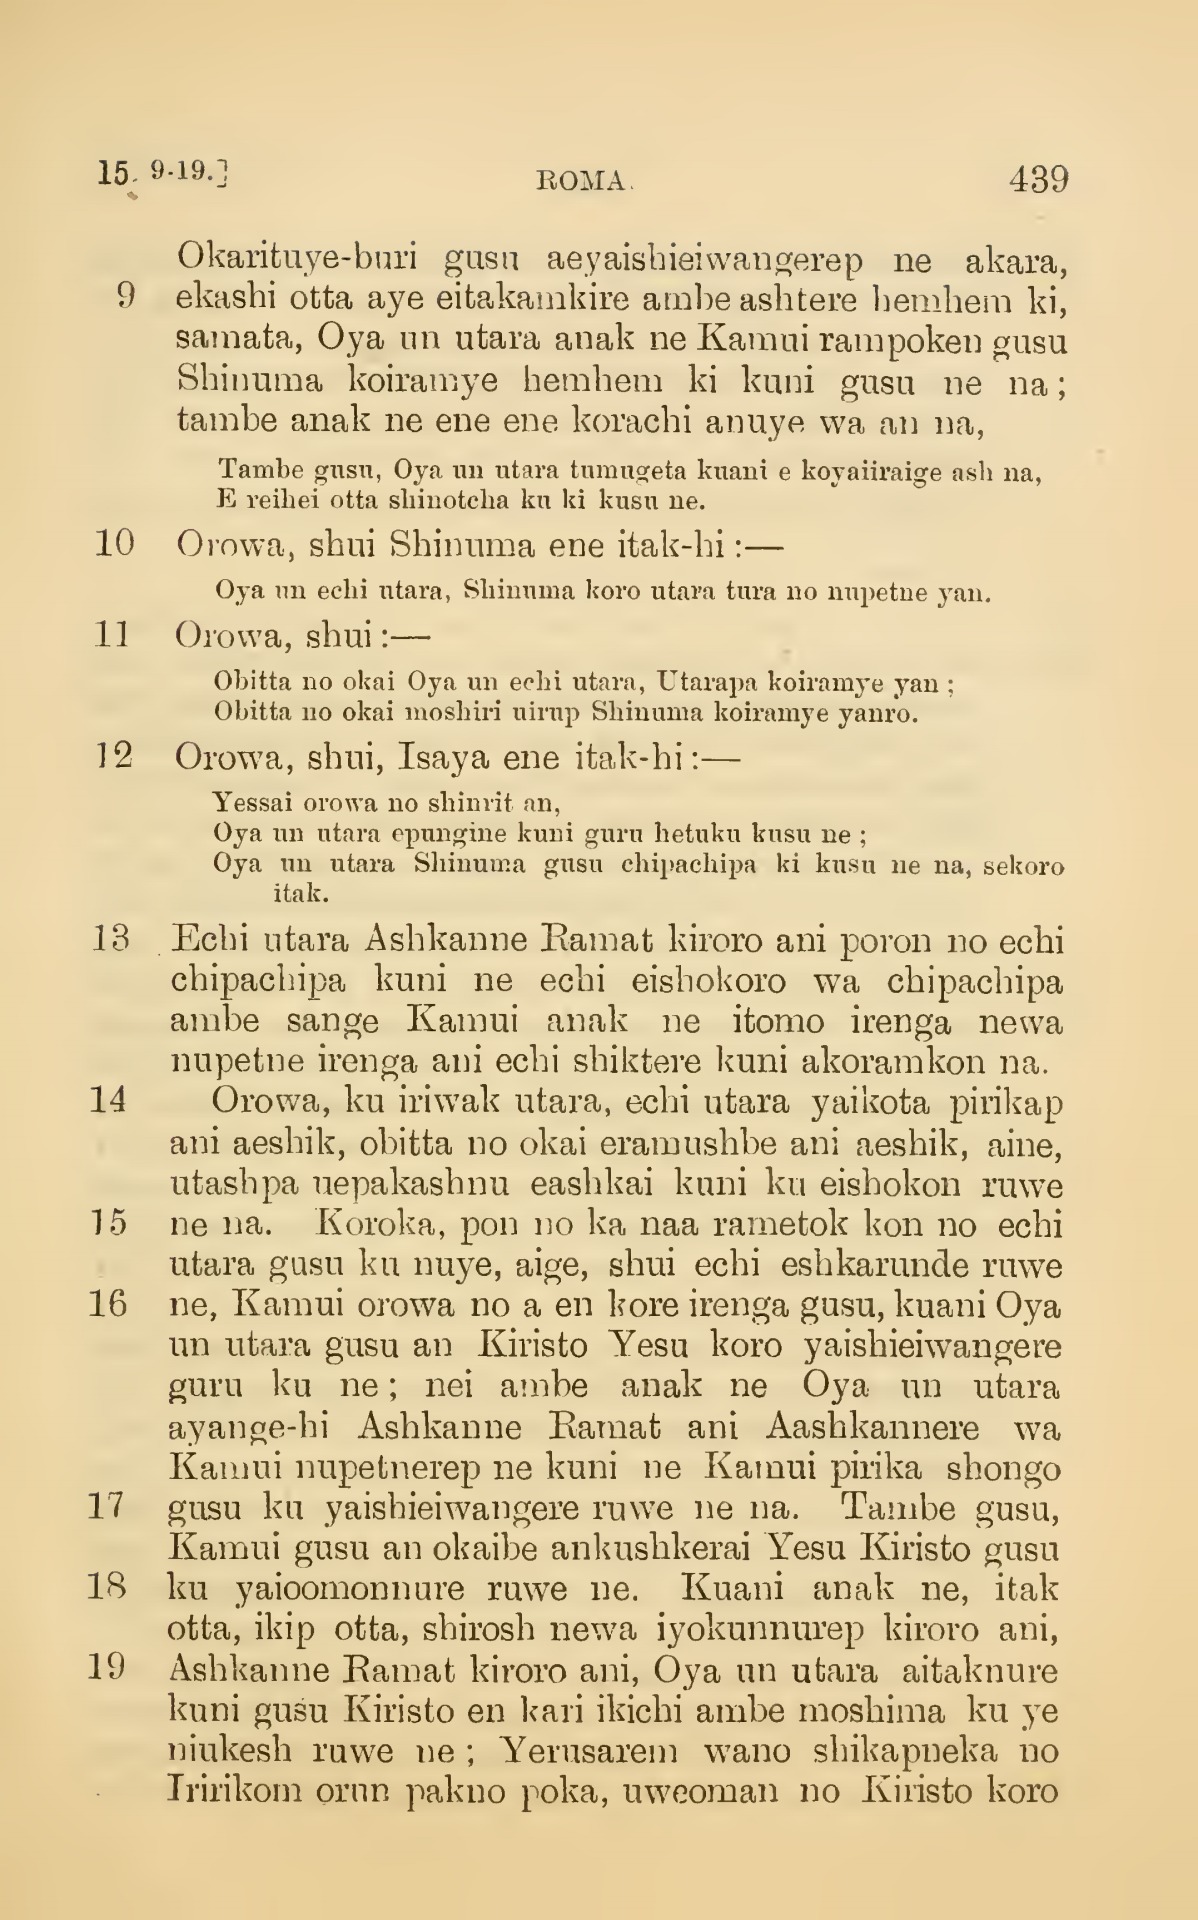 15. 9-19.] ROMA. 439
Okarituye-buri gusu aeyaishieiwangerep ne akara,
9 ekashi otta aye eitakamkire ambe ashtere hemhem ki,
samata, Oya un utara anak ne Kamui rampoken gusu
Shinuma koiramye hemhem ki kuni gusu ne na;
tambe anak ne ene ene korachi anuye wa an na,
Tambe gusu, Oya un utara tumugeta kuani e koyaiiraige ash na,
E reihei otta shinotcha ku ki kusu ne.
10 Orowa, shui Shinuma ene itak-hi:—
Oya un echi utara, Shinuma koro utara tura no nupetne yan.
11 Orowa, shui:—
Obitta no okai Oya un echi utara, Utarapa koiramye yan;
Obitta no okai moshiri uirup Shinuma koiramye yanro.
12 Orowa, shui, Isaya ene itak-hi:—
Yessai orowa no shinrit an,
Oya un utara epungine kuni guru hetuku kusu ne;
Oya un utara Shinuma gusu chipachipa ki kusu ne na, sekoro
itak.
13 Echi utara Ashkanne Ramat kiroro ani poron no echi
chipachipa kuni ne echi eishokoro wa chipachipa
ambe sange Kamui anak ne itomo irenga newa
nupetne irenga ani echi shiktere kuni akoramkon na.
14 Orowa, ku iriwak utara, echi utara yaikota pirikap
ani aeshik, obitta no okai eramushbe ani aeshik, aine,
utashpa uepakashnu eashkai kuni ku eishokon ruwe
15 ne na. Koroka, pon no ka naa rametok kon no echi
utara gusu ku nuye, aige, shui echi eshkarunde ruwe
16 ne, Kamui orowa no a en kore irenga gusu, kuani Oya
un utara gusu an Kiristo Yesu koro yaishieiwangere
guru ku ne; nei ambe anak ne Oya un utara
ayange-hi Ashkanne Ramat ani Aashkannere wa
Kamui nupetnerep ne kuni ne Kamui pirika shongo
17 gusu ku yaishieiwangere ruwe ne na. Tambe gusu,
Kamui gusu an okaibe ankushkerai Yesu Kiristo gusu
18 ku yaioomonnure ruwe ne. Kuani anak ne, itak
otta, ikip otta, shirosh newa iyokunnurep kiroro ani,
19 Ashkanne Ramat kiroro ani, Oya un utara aitaknure
kuni gusu Kiristo en kari ikichi ambe moshima ku ye
niukesh ruwe ne; Yerusarem wano shikapneka no
Iririkom orun pakno poka, uweoman no Kiristo koro